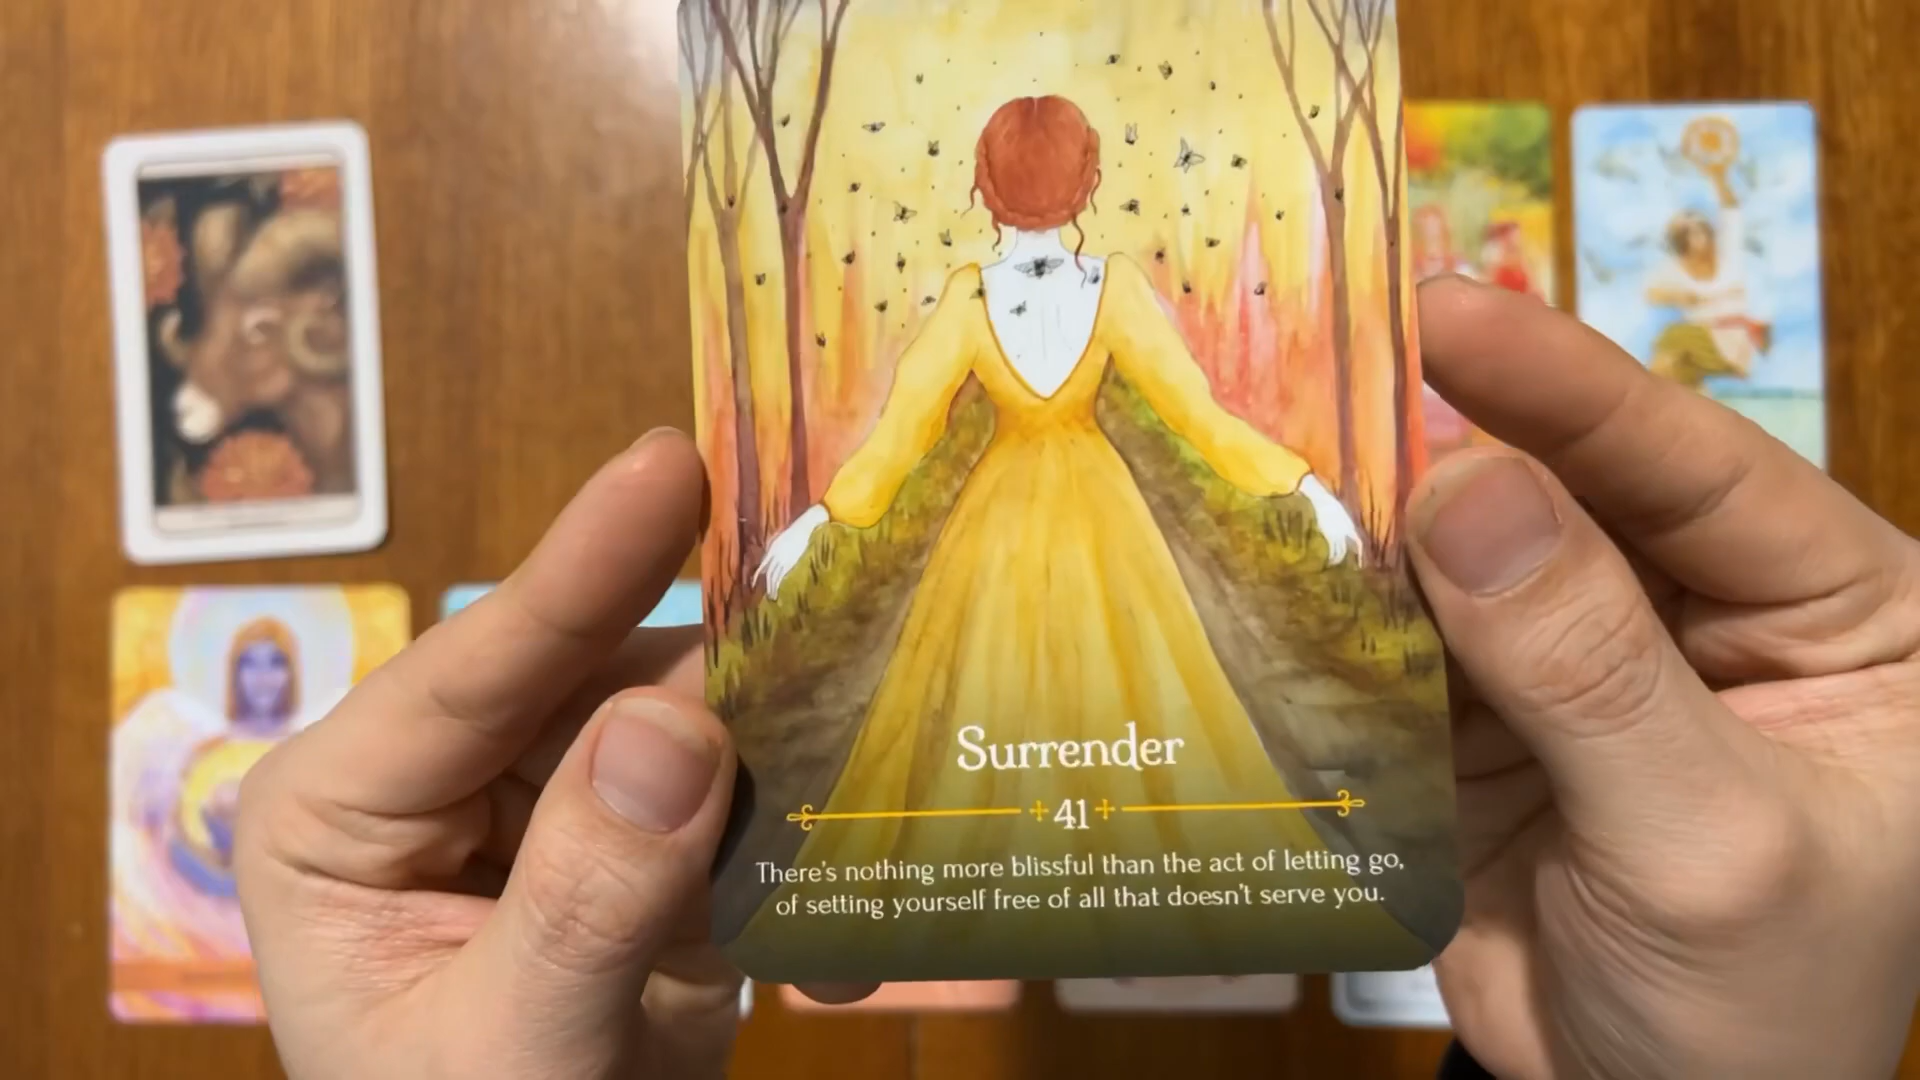 Surrender
41
There's nothing more blissful than the act of letting go,
of setting yourself free of all that doesn't serve you.